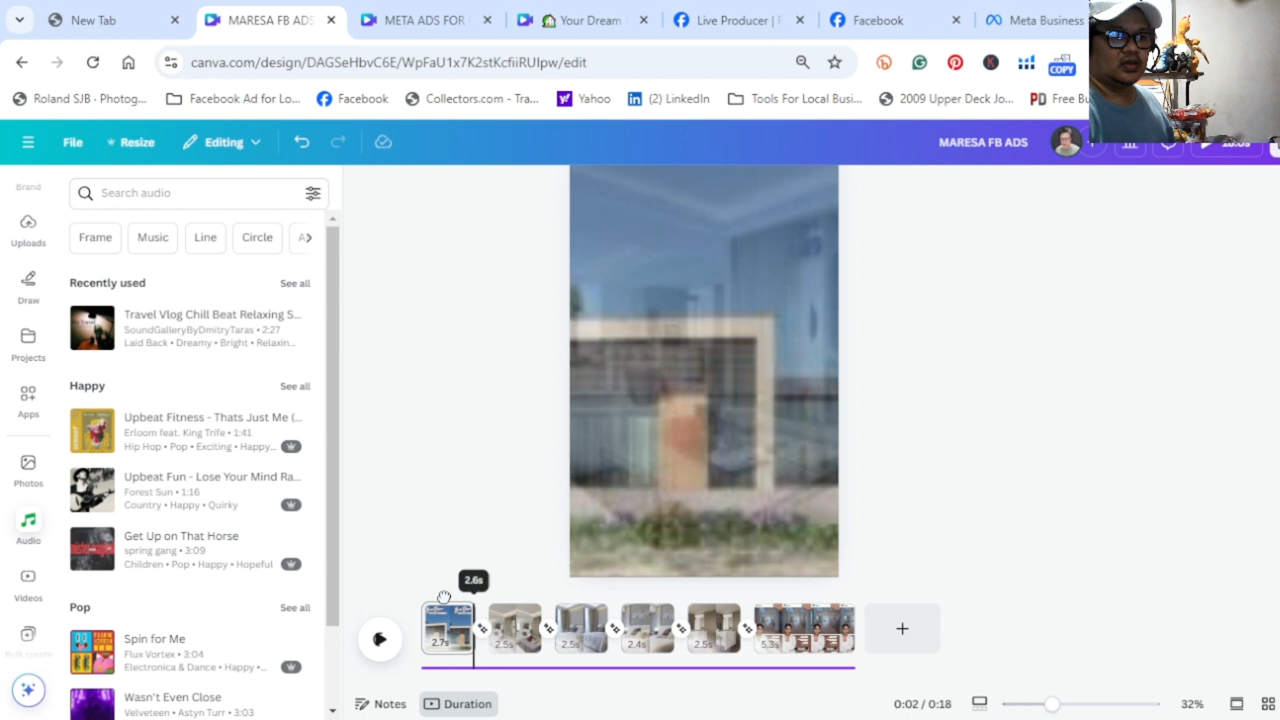 New Tab
MARESA FB ADS
META ADS FOR
Your Dream
Live Producer |
Facebook
Meta Business
canva.com/design/DAGSeHbvC6E/WpFaU1x7K2stKcfiiRUIpw/edit
COPY
Roland SJB - Photog...
Facebook Ad for Lo...
Facebook
Collectors.com - Tra...
Yahoo
(2) LinkedIn
Tools For Local Busi...
2009 Upper Deck Jo...
Free Bu
File
Resize
Editing
MARESA FB ADS
18.0s
Brand
Search audio
Uploads
Frame
Music
Line
Circle
Draw
Recently used
See all
Travel Vlog Chill Beat Relaxing S...
SoundGalleryByDmitryTaras • 2:27
Laid Back • Dreamy • Bright • Relaxin...
Projects
Happy
See all
Apps
Upbeat Fitness - Thats Just Me (...
Erloom feat. King Trife • 1:41
Hip Hop • Pop • Exciting • Happy...
Photos
Upbeat Fun - Lose Your Mind Ra...
Forest Sun • 1:16
Country • Happy • Quirky
Audio
Get Up on That Horse
spring gang • 3:09
Children • Pop • Happy • Hopeful
Videos
Pop
See all
Bulk create
Spin for Me
Flux Vortex • 3:04
Electronica & Dance • Happy •...
Wasn't Even Close
Velveteen • Astyn Turr • 3:03
2.6s
2.7s
2.5s
2.5s
2.4s
2.5s
5.3s
Notes
Duration
0:02 / 0:18
32%